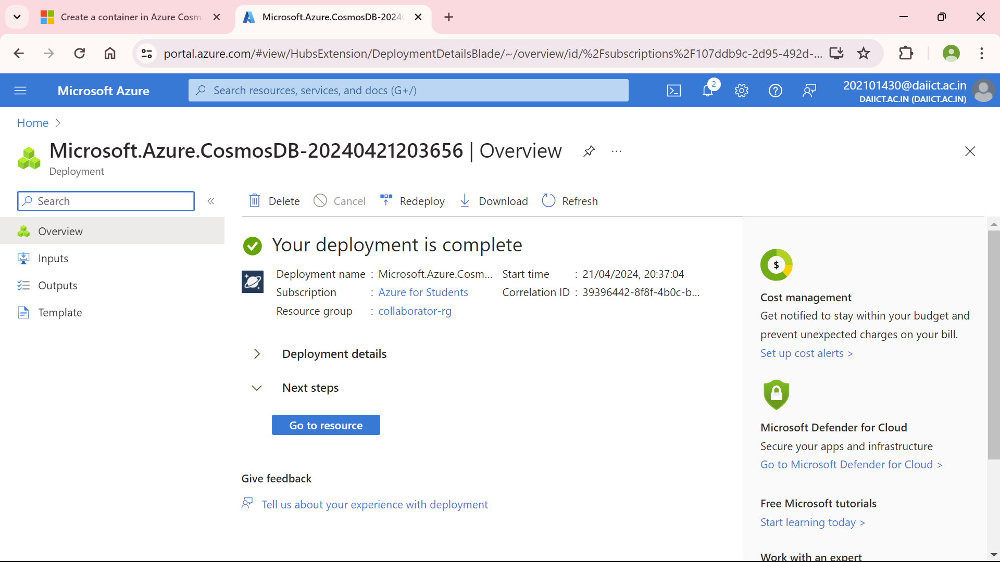 Create a container in Azure Cosm
Microsoft.Azure.CosmosDB-2024
portal.azure.com/#view/HubsExtension/DeploymentDetailsBlade/~/overview/id/%2Fsubscriptions%2F107ddb9c-2d95-492d-...
Microsoft Azure
Search resources, services, and docs (G+/)
2
202101430@daiict.ac.in
DAIICT.AC.IN (DAIICT.AC.IN)
Home
Microsoft.Azure.CosmosDB-20240421203656 | Overview
Deployment
Search
Delete
Cancel
Redeploy
Download
Refresh
Overview
Inputs
Outputs
Template
Your deployment is complete
Deployment name : Microsoft.Azure.Cosm...
Subscription : Azure for Students
Resource group : collaborator-rg
Start time : 21/04/2024, 20:37:04
Correlation ID : 39396442-8f8f-4b0c-b...
Deployment details
Next steps
Go to resource
Give feedback
Tell us about your experience with deployment
$
Cost management
Get notified to stay within your budget and
prevent unexpected charges on your bill.
Set up cost alerts >
Microsoft Defender for Cloud
Secure your apps and infrastructure
Go to Microsoft Defender for Cloud >
Free Microsoft tutorials
Start learning today >
Work with an expert